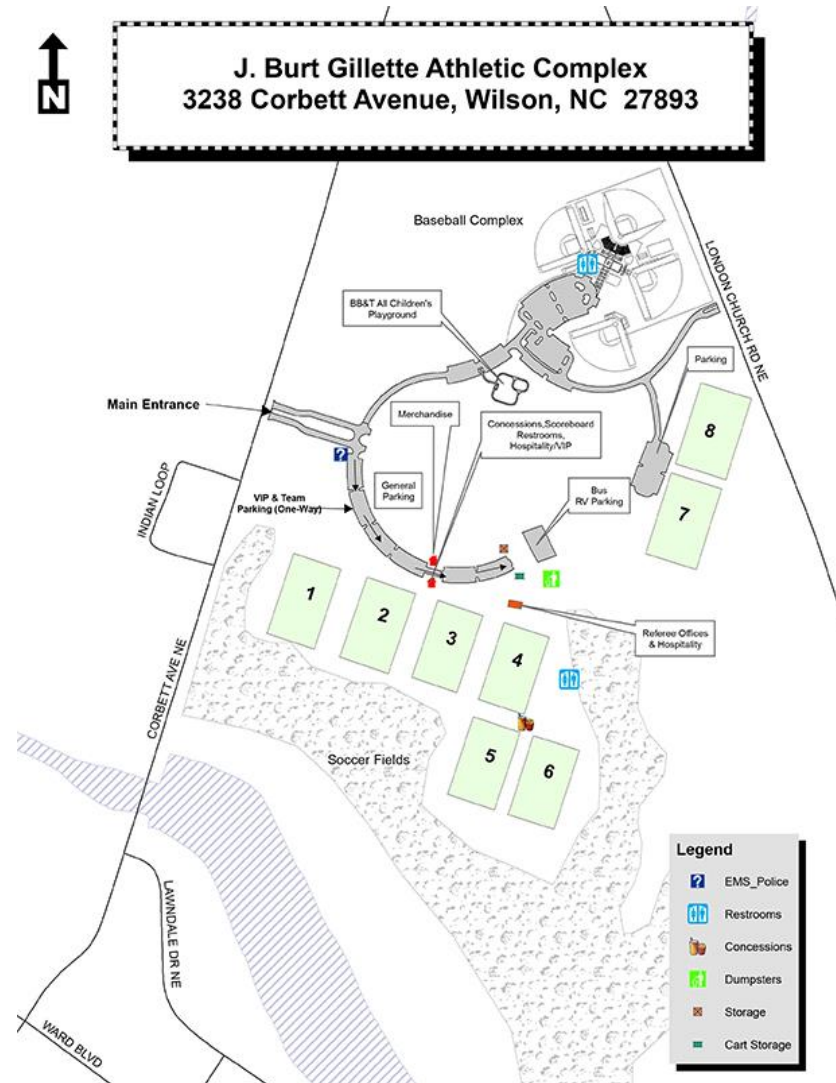 N
J. Burt Gillette Athletic Complex
3238 Corbett Avenue, Wilson, NC 27893
Baseball Complex
LONDON CHURCH RD NE
BB&T All Children's
Playground
Parking
Main Entrance
Merchandise
Concessions,Scoreboard
Restrooms,
Hospitality/VIP
8
?
INDIAN LOOP
General
Parking
VIP & Team
Parking (One-Way)
Bus
RV Parking
7
1
2
3
4
Referee Offices
& Hospitality
CORBETT AVE NE
Soccer Fields
5
6
Legend
? EMS_Police
Restrooms
Concessions
Dumpsters
Storage
Cart Storage
LAWNDALE DR NE
WARD BLVD